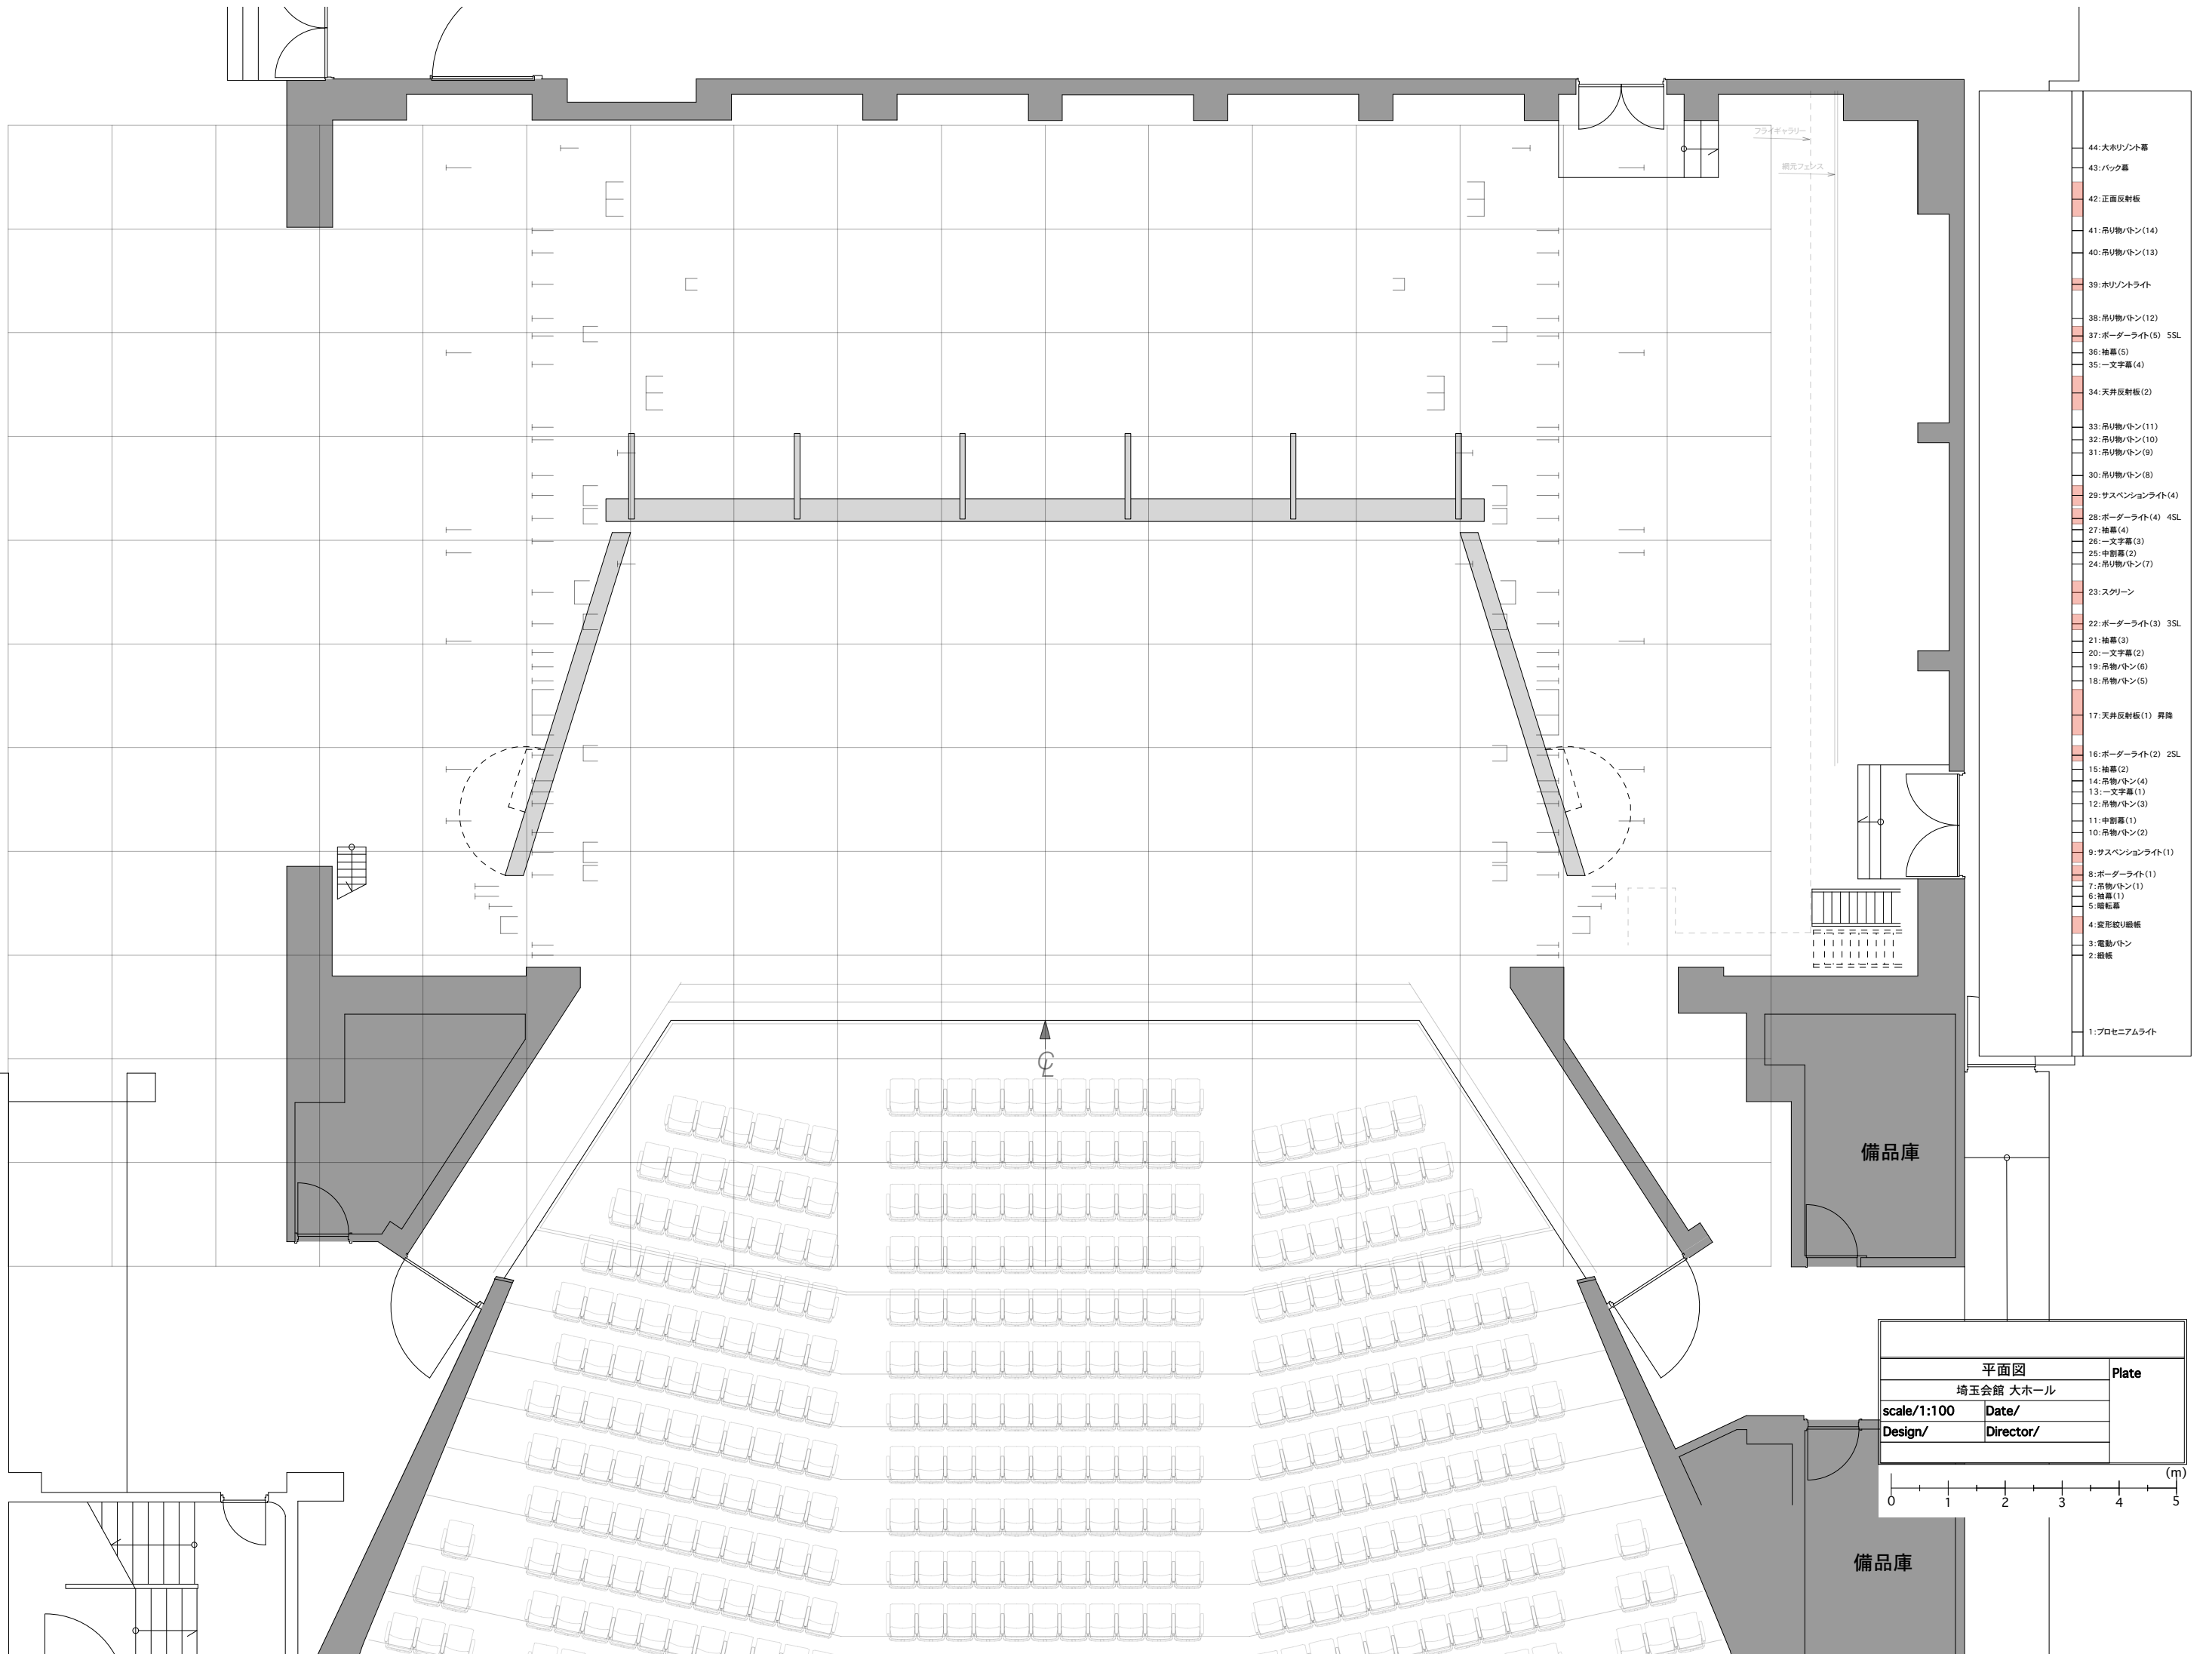 フライギャラリー
綱元フェンス
44:大ホリゾント幕
43:バック幕
42:正面反射板
41:吊り物バトン(14)
40:吊り物バトン(13)
39:ホリゾントライト
38:吊り物バトン(12)
37:ボーダーライト(5) 5SL
36:袖幕(5)
35:一文字幕(4)
34:天井反射板(2)
33:吊り物バトン(11)
32:吊り物バトン(10)
31:吊り物バトン(9)
30:吊り物バトン(8)
29:サスペンションライト(4)
28:ボーダーライト(4) 4SL
27:袖幕(4)
26:一文字幕(3)
25:中割幕(2)
24:吊り物バトン(7)
23:スクリーン
22:ボーダーライト(3) 3SL
21:袖幕(3)
20:一文字幕(2)
19:吊物バトン(6)
18:吊物バトン(5)
17:天井反射板(1) 昇降
16:ボーダーライト(2) 2SL
15:袖幕(2)
14:吊物バトン(4)
13:一文字幕(1)
12:吊物バトン(3)
11:中割幕(1)
10:吊物バトン(2)
9:サスペンションライト(1)
8:ボーダーライト(1)
7:吊物バトン(1)
6:袖幕(1)
5:暗転幕
4:変形絞り緞帳
3:電動バトン
2:緞帳
1:プロセニアムライト
℄
備品庫
平面図
Plate
埼玉会館 大ホール
scale/1:100 Date/
Design/ Director/
(m)
0 1 2 3 4 5
備品庫